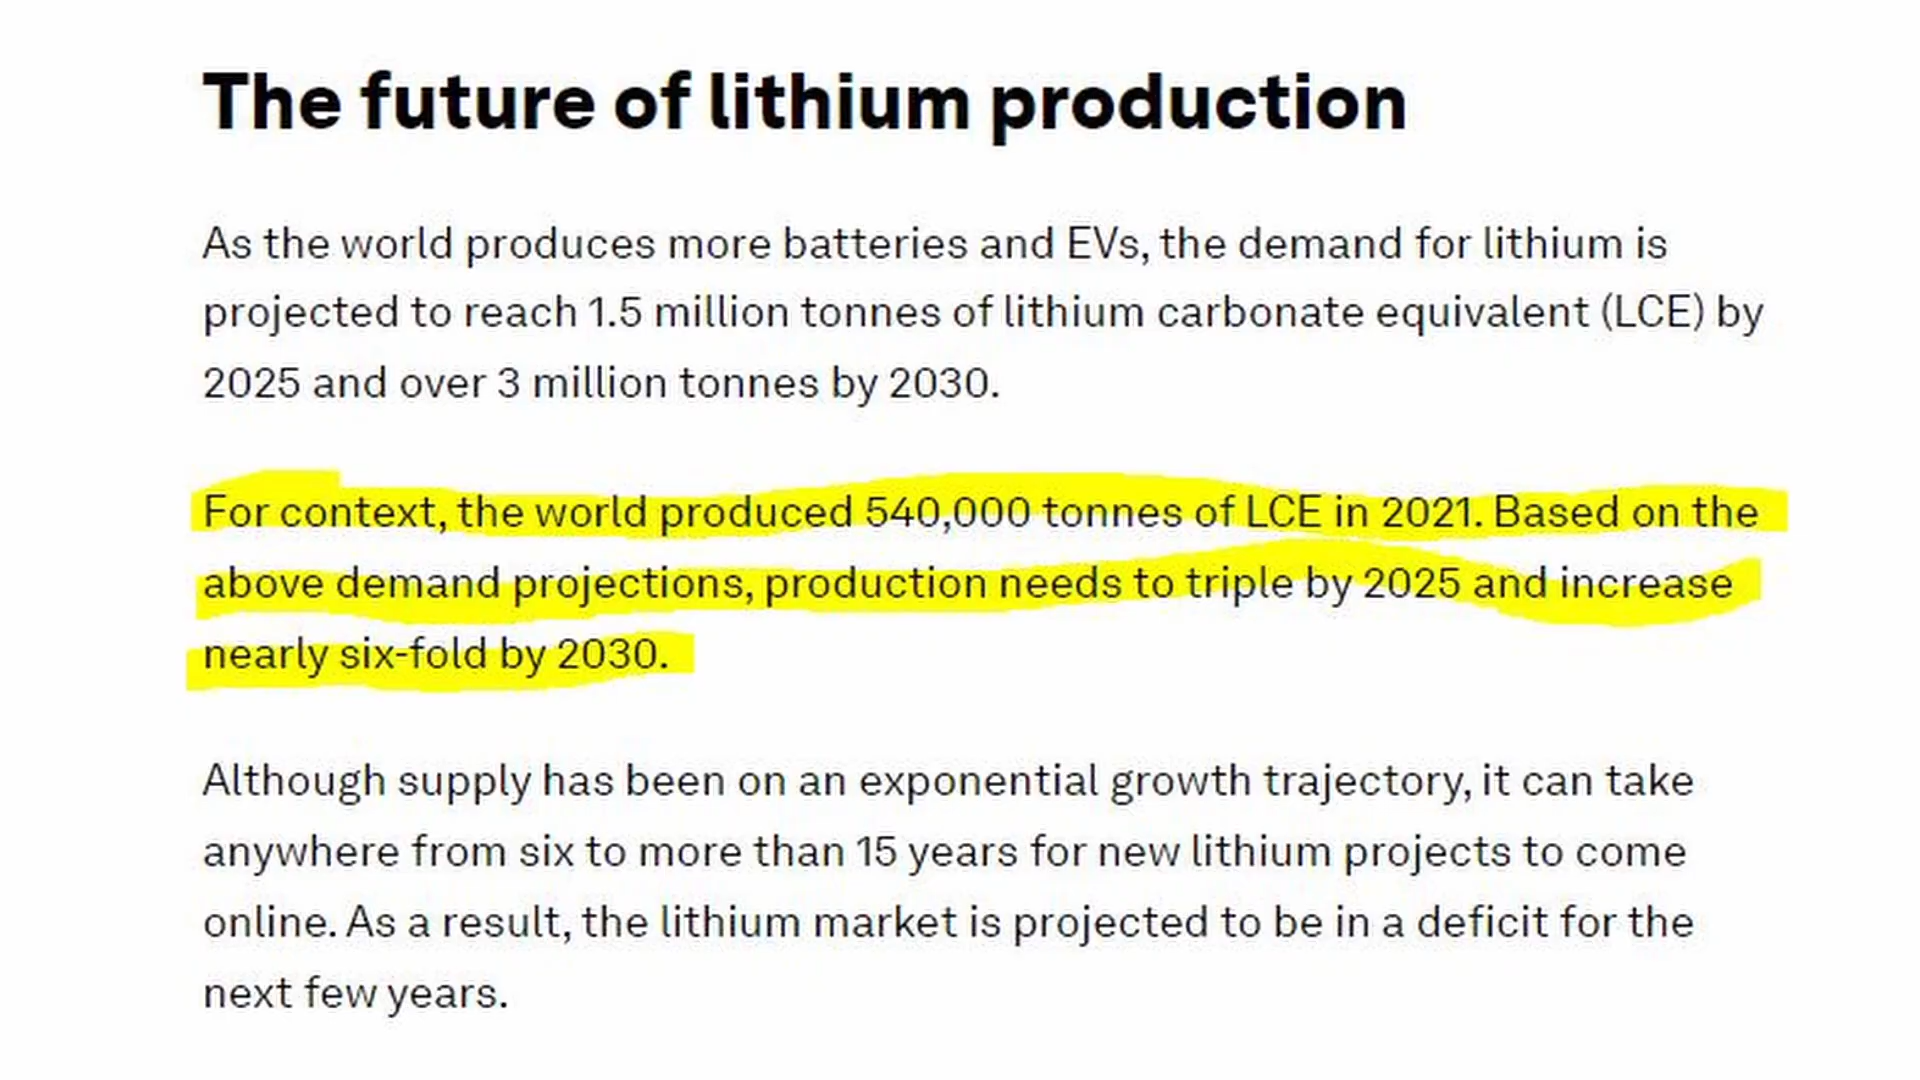 The future of lithium production
As the world produces more batteries and EVs, the demand for lithium is
projected to reach 1.5 million tonnes of lithium carbonate equivalent (LCE) by
2025 and over 3 million tonnes by 2030.
For context, the world produced 540,000 tonnes of LCE in 2021. Based on the
above demand projections, production needs to triple by 2025 and increase
nearly six-fold by 2030.
Although supply has been on an exponential growth trajectory, it can take
anywhere from six to more than 15 years for new lithium projects to come
online. As a result, the lithium market is projected to be in a deficit for the
next few years.